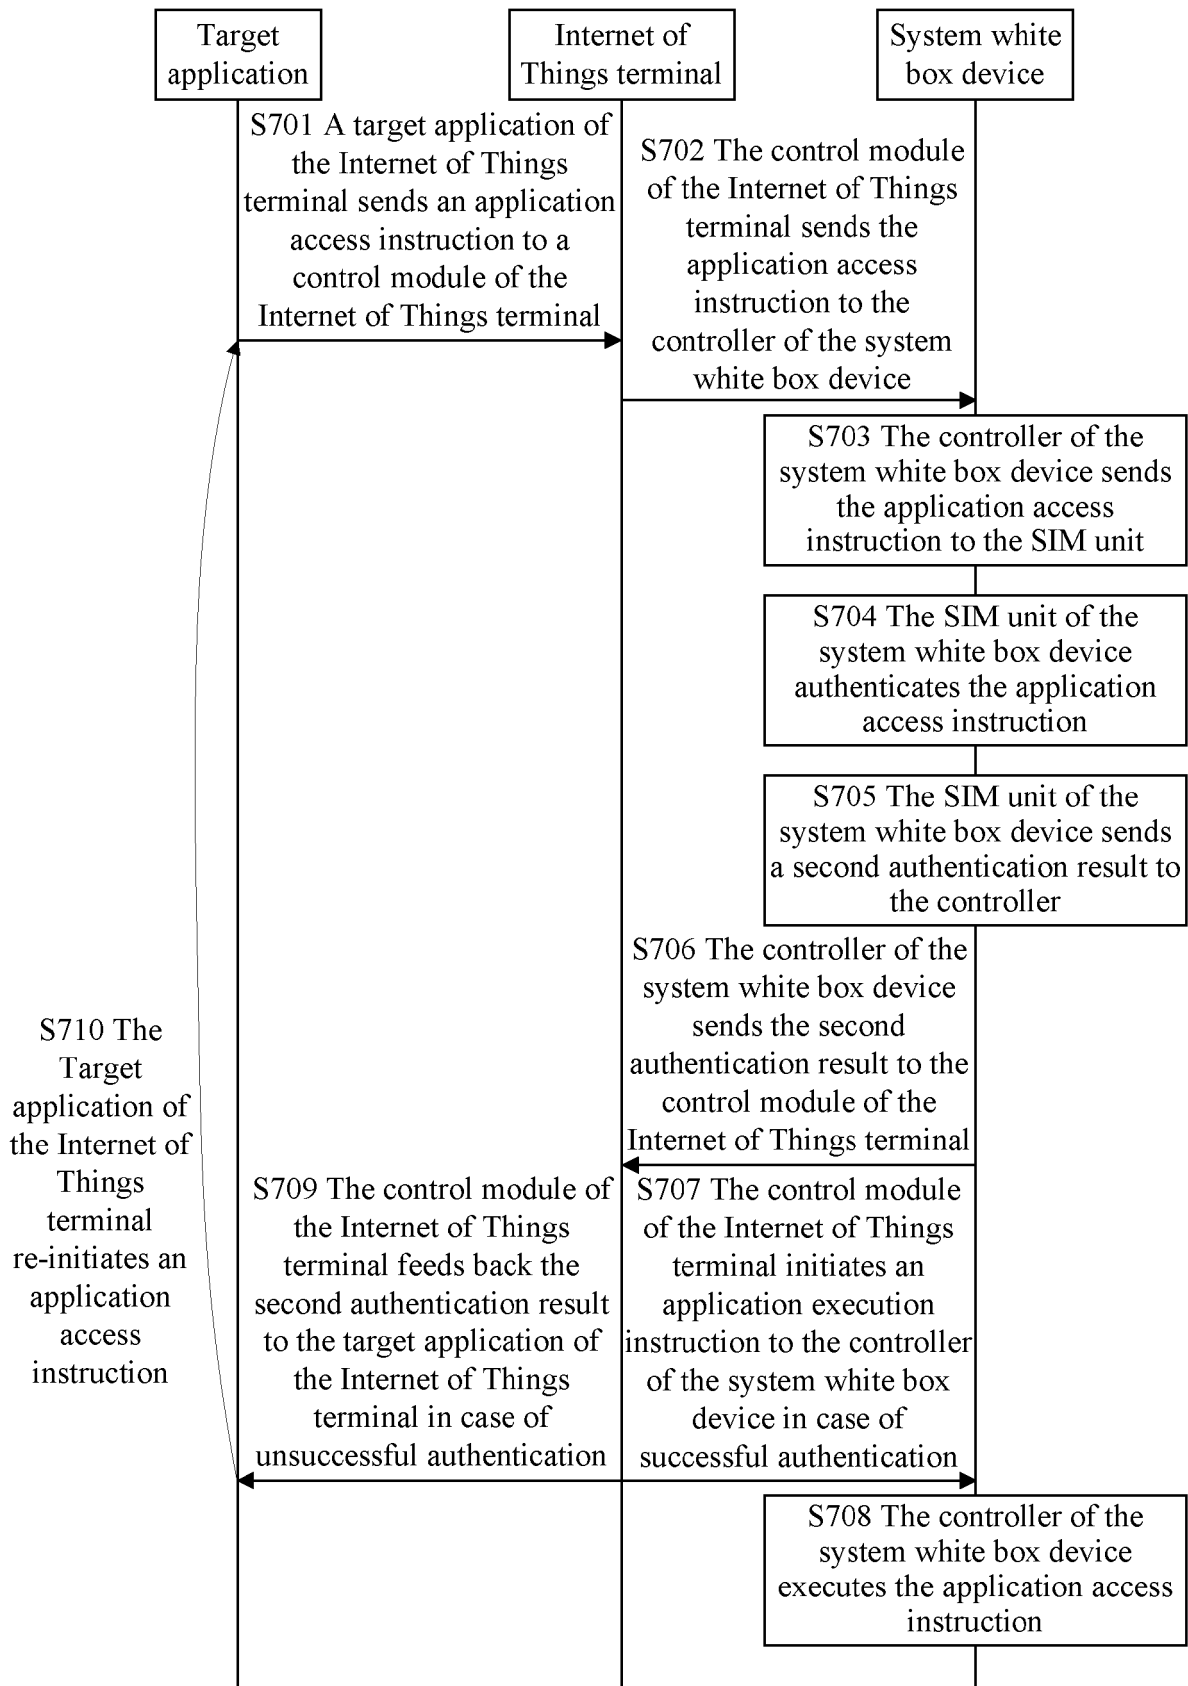 Target
application
Internet of
Things terminal
System white
box device
S701 A target application of
the Internet of Things
terminal sends an application
access instruction to a
control module of the
Internet of Things terminal
S702 The control module
of the Internet of Things
terminal sends the
application access
instruction to the
controller of the system
white box device
S703 The controller of the
system white box device sends
the application access
instruction to the SIM unit
S704 The SIM unit of the
system white box device
authenticates the application
access instruction
S705 The SIM unit of the
system white box device sends
a second authentication result to
the controller
S706 The controller of the
system white box device
sends the second
authentication result to the
control module of the
Internet of Things terminal
S707 The control module
of the Internet of Things
terminal initiates an
application execution
instruction to the controller
of the system white box
device in case of
successful authentication
S708 The controller of the
system white box device
executes the application access
instruction
S709 The control module of
the Internet of Things
terminal feeds back the
second authentication result
to the target application of
the Internet of Things
terminal in case of
unsuccessful authentication
S710 The
Target
application of
the Internet of
Things
terminal
re-initiates an
application
access
instruction